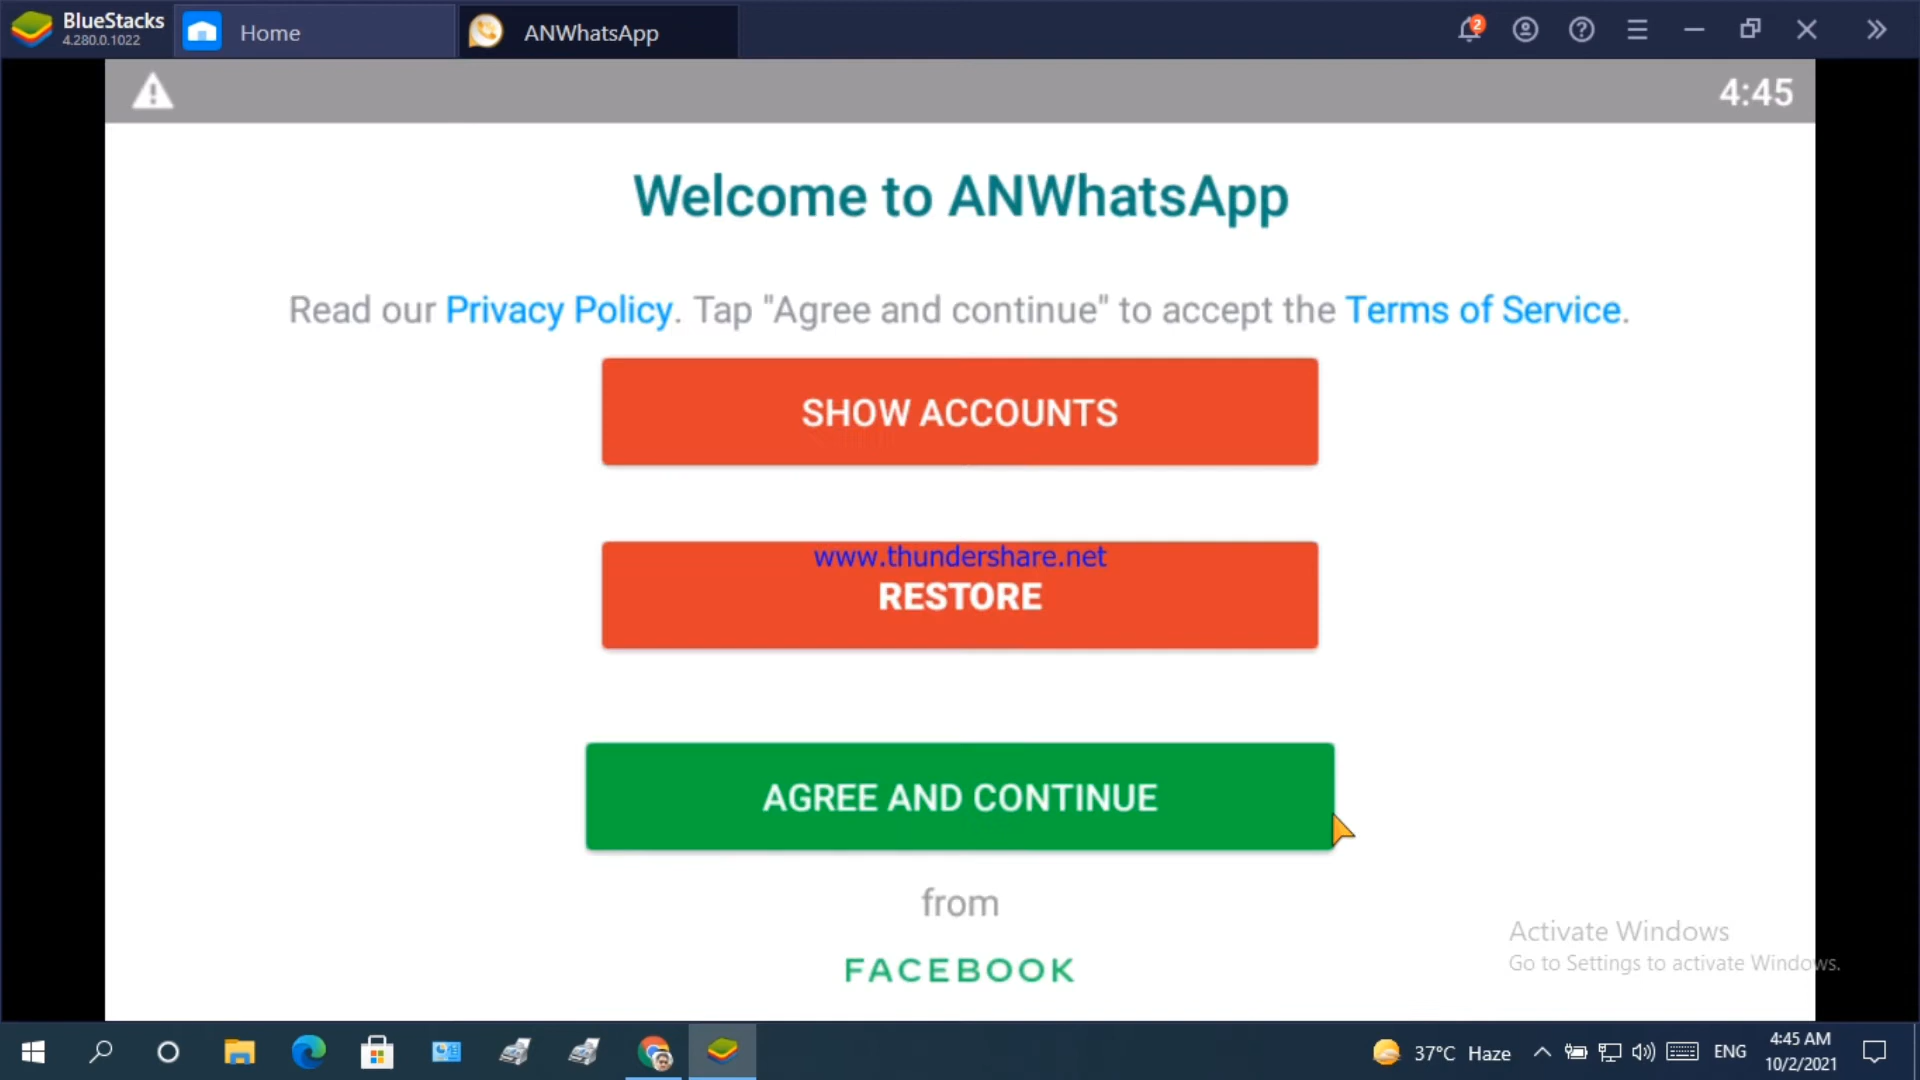 BlueStacks
4.280.0.1022
Home
ANWhatsApp
2
4:45
Welcome to ANWhatsApp
Read our Privacy Policy. Tap "Agree and continue" to accept the Terms of Service.
SHOW ACCOUNTS
www.thundershare.net
RESTORE
AGREE AND CONTINUE
from
FACEBOOK
Activate Windows
Go to Settings to activate Windows.
37°C Haze
ENG
4:45 AM
10/2/2021